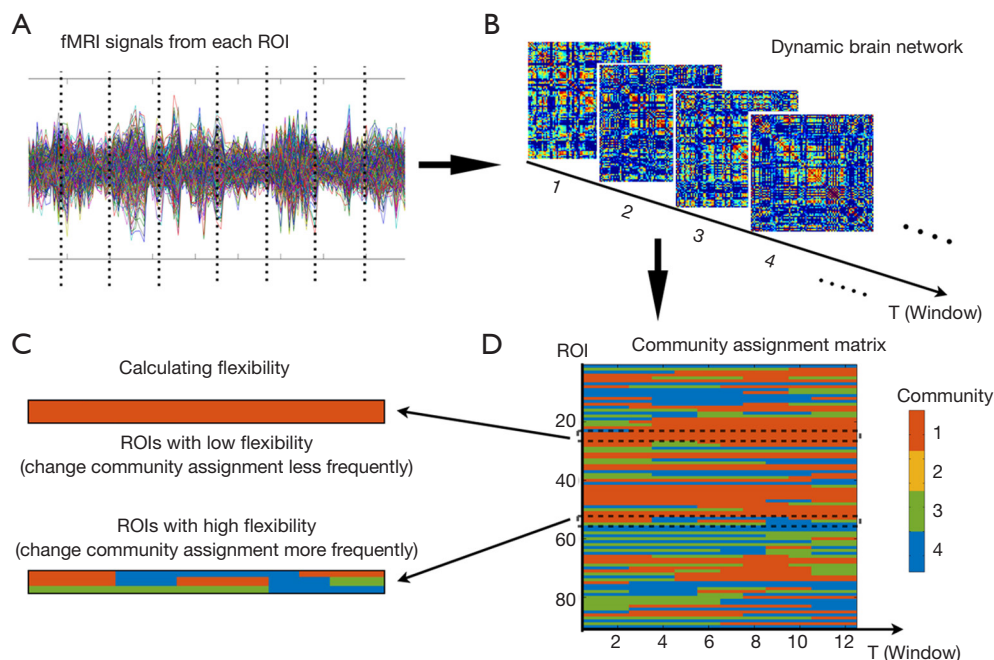 A
fMRI signals from each ROI
B
Dynamic brain network
1
2
3
4
T (Window)
C
Calculating flexibility
ROIs with low flexibility
(change community assignment less frequently)
ROIs with high flexibility
(change community assignment more frequently)
D
ROI
Community assignment matrix
20
40
60
80
2 4 6 8 10 12
T (Window)
Community
1
2
3
4